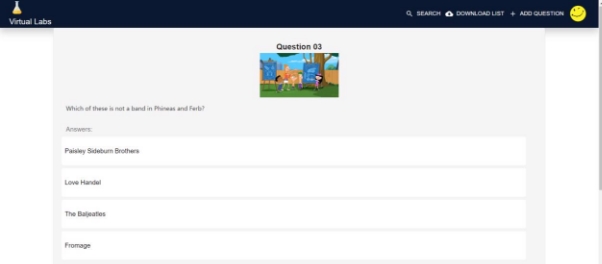 Virtual Labs
SEARCH DOWNLOAD LIST + ADD QUESTION
Question 03
Which of these is not a band in Phineas and Ferb?
Answers:
Paisley Sideburn Brothers
Love Handel
The Baljeatles
Fromage